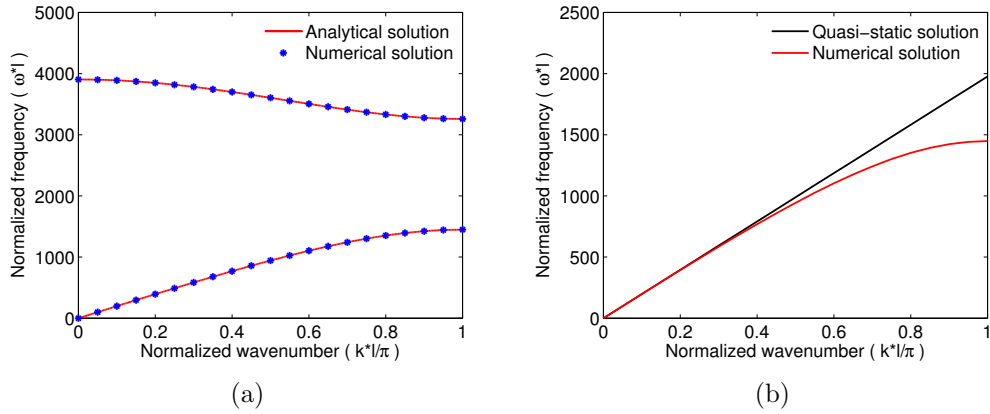 5000
4000
3000
2000
1000
0
0 0.2 0.4 0.6 0.8 1
Normalized frequency ( ω*l)
Normalized wavenumber ( k*l/π )
Analytical solution
Numerical solution
(a)
2500
2000
1500
1000
500
0
0 0.2 0.4 0.6 0.8 1
Normalized frequency ( ω*l)
Normalized wavenumber ( k*l/π )
Quasi−static solution
Numerical solution
(b)